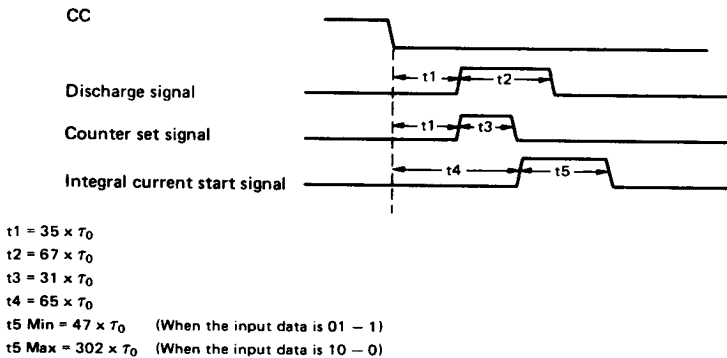 CC
t1 t2
Discharge signal
t1 t3
Counter set signal
t4 t5
Integral current start signal
t1 = 35 x τ0
t2 = 67 x τ0
t3 = 31 x τ0
t4 = 65 x τ0
t5 Min = 47 x τ0 (When the input data is 01 – 1)
t5 Max = 302 x τ0 (When the input data is 10 – 0)